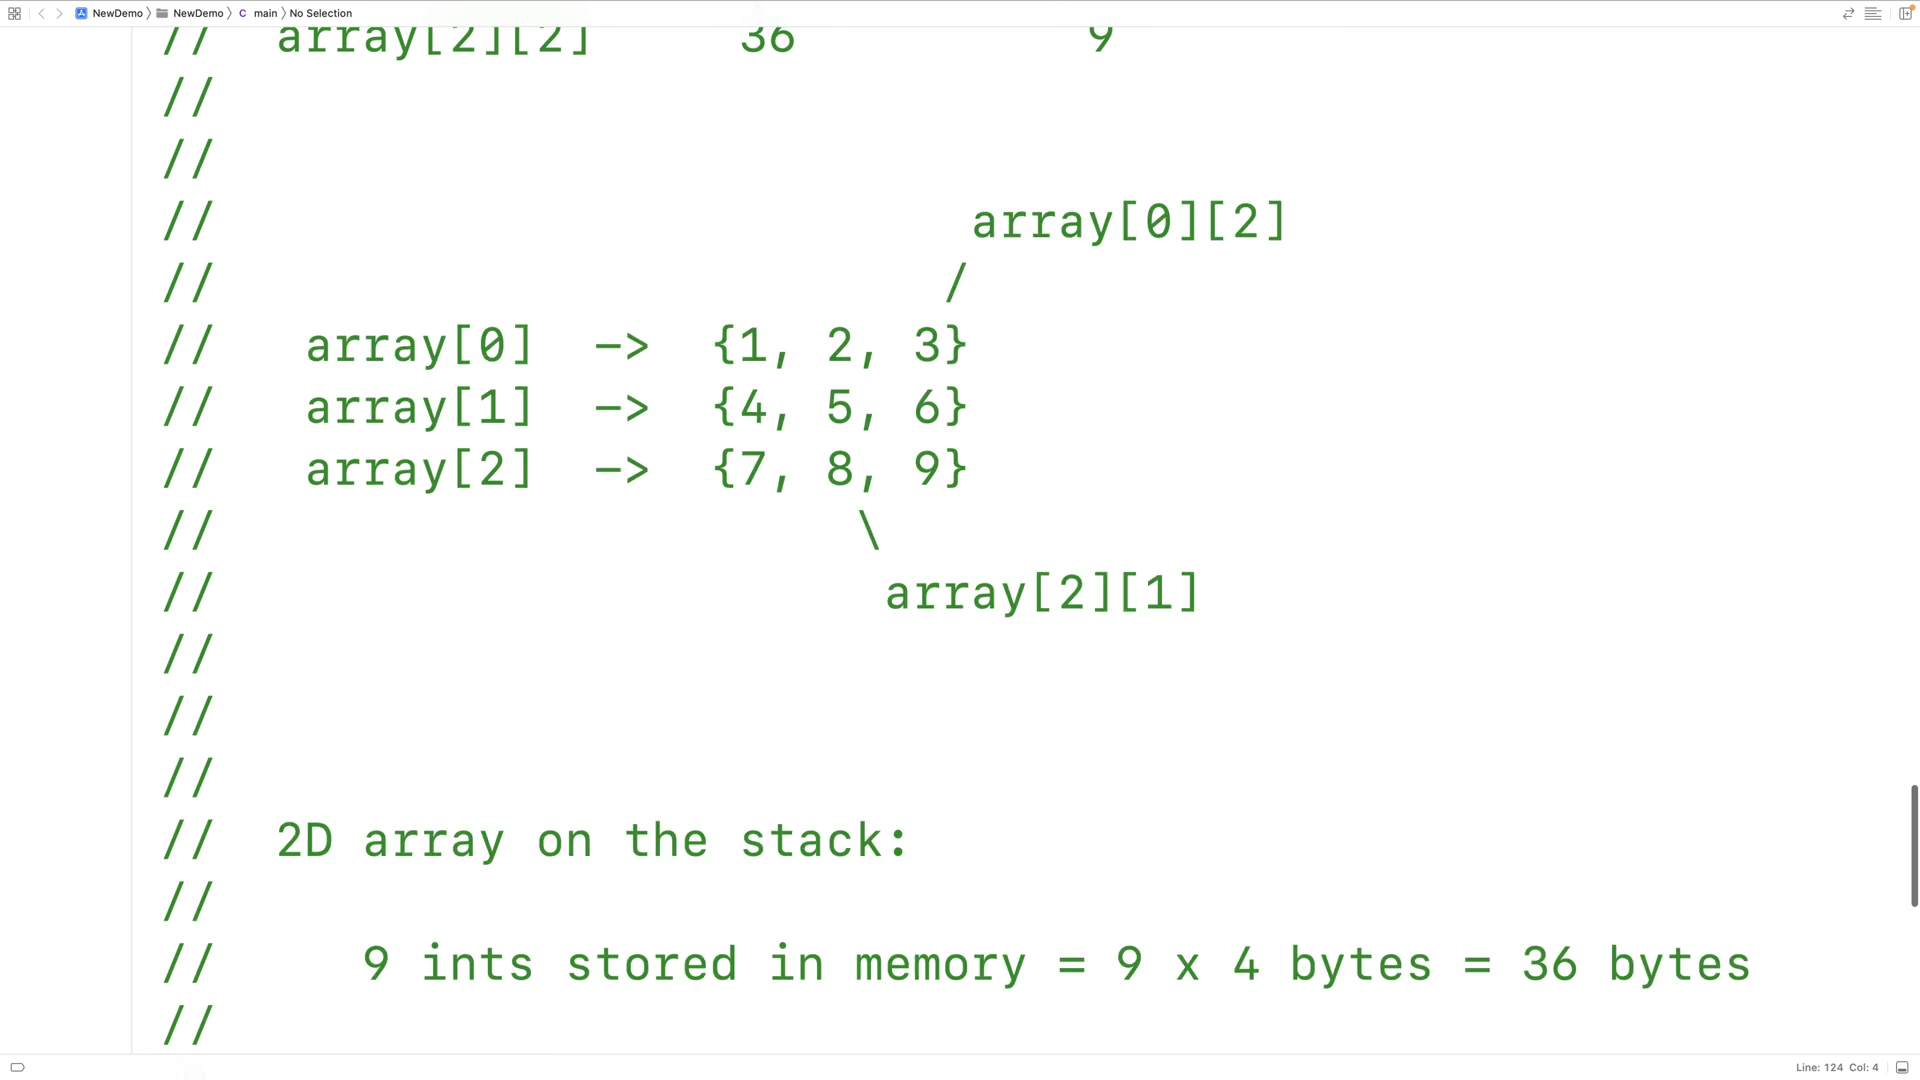 NewDemo 〉 NewDemo 〉 C main 〉 No Selection
// array[2][2] 36 9
//
//
// array[0][2]
// /
// array[0] -> {1, 2, 3}
// array[1] -> {4, 5, 6}
// array[2] -> {7, 8, 9}
// \
// array[2][1]
//
//
//
// 2D array on the stack:
//
// 9 ints stored in memory = 9 x 4 bytes = 36 bytes
//
Line: 124 Col: 4